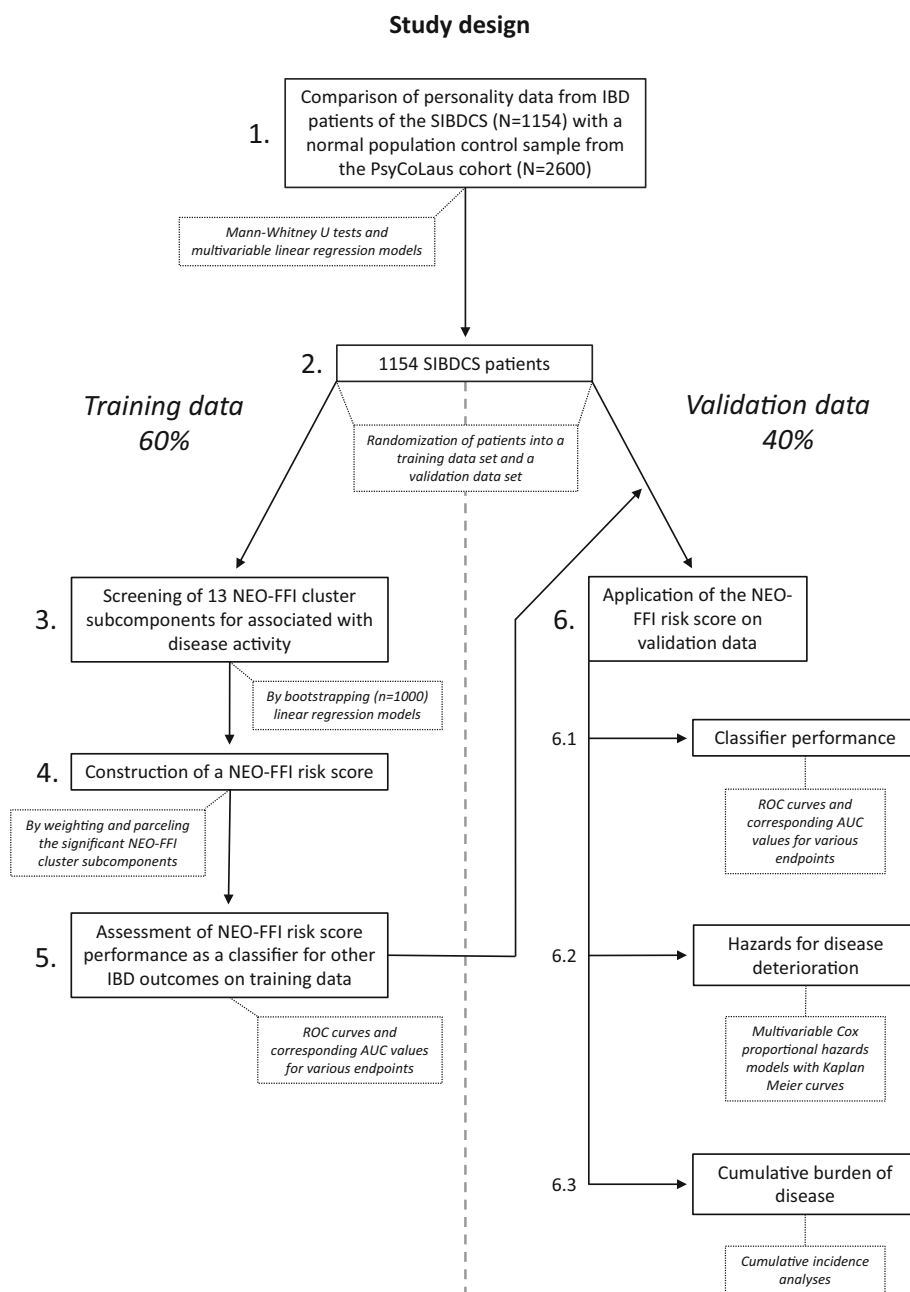 Study design
1.
Comparison of personality data from IBD
patients of the SIBDCS (N=1154) with a
normal population control sample from
the PsyCoLaus cohort (N=2600)
Mann-Whitney U tests and
multivariable linear regression models
2.
1154 SIBDCS patients
Training data
60%
Validation data
40%
Randomization of patients into a
training data set and a
validation data set
3.
Screening of 13 NEO-FFI cluster
subcomponents for associated with
disease activity
By bootstrapping (n=1000)
linear regression models
4.
Construction of a NEO-FFI risk score
By weighting and parceling
the significant NEO-FFI
cluster subcomponents
5.
Assessment of NEO-FFI risk score
performance as a classifier for other
IBD outcomes on training data
ROC curves and
corresponding AUC values
for various endpoints
6.
Application of the NEO-
FFI risk score on
validation data
6.1
Classifier performance
ROC curves and
corresponding AUC
values for various
endpoints
6.2
Hazards for disease
deterioration
Multivariable Cox
proportional hazards
models with Kaplan
Meier curves
6.3
Cumulative burden of
disease
Cumulative incidence
analyses